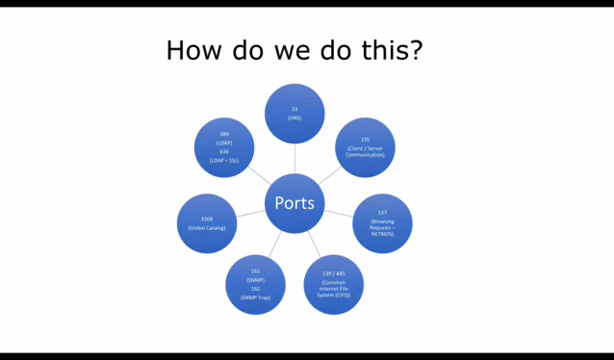 How do we do this?
53
(DNS)
135
(Client / Server
Communication)
137
(Browsing
Requests –
NETBIOS)
139 / 445
(Common
Internet File
System (CIFS))
161
(SNMP)
162
(SNMP Trap)
3368
(Global Catalog)
389
(LDAP)
636
(LDAP – SSL)
Ports